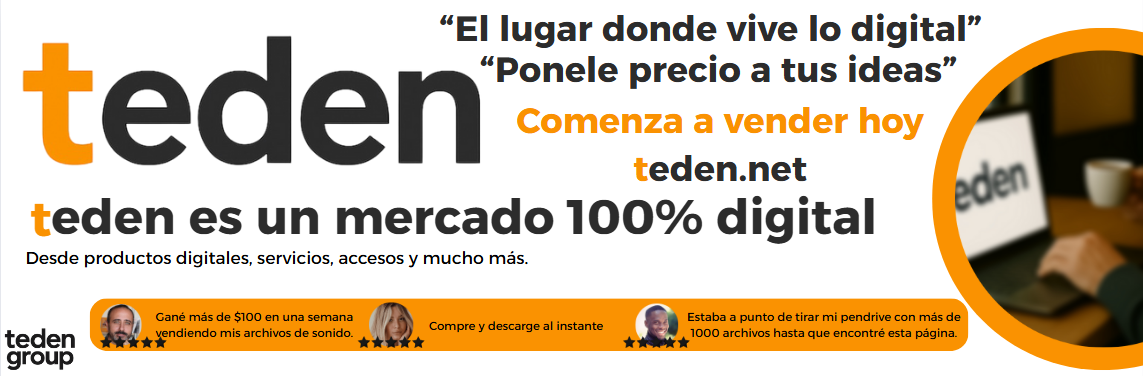 teden
“El lugar donde vive lo digital”
“Ponele precio a tus ideas”
Comenza a vender hoy
teden.net
teden es un mercado 100% digital
Desde productos digitales, servicios, accesos y mucho más.
eden
Gané más de $100 en una semana
vendiendo mis archivos de sonido.
Compre y descarge al instante
Estaba a punto de tirar mi pendrive con más de
1000 archivos hasta que encontré esta página.
teden
group